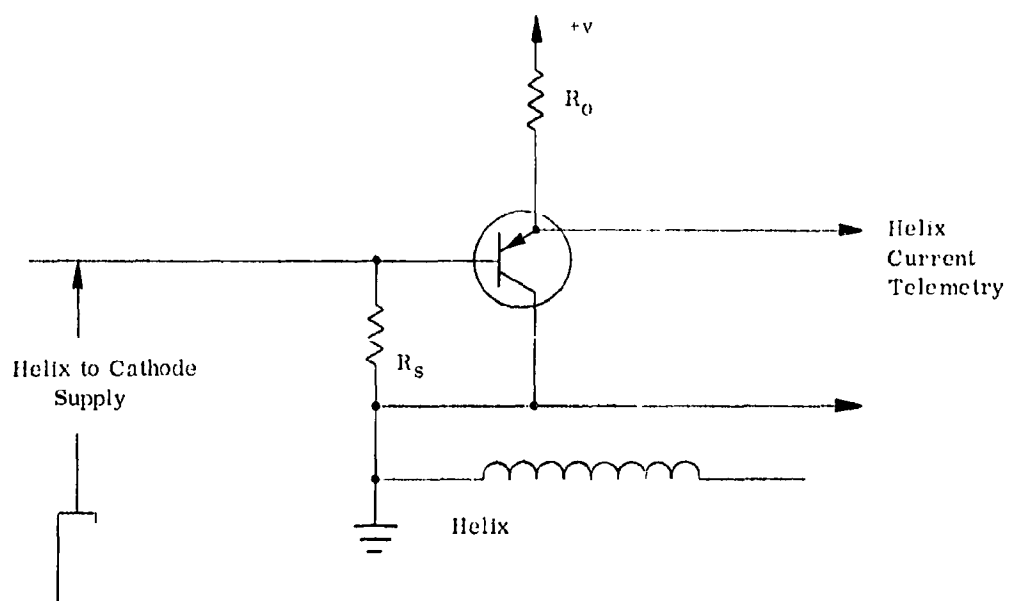 +v
R₀
Helix
Current
Telemetry
Helix to Cathode
Supply
Rₛ
Helix